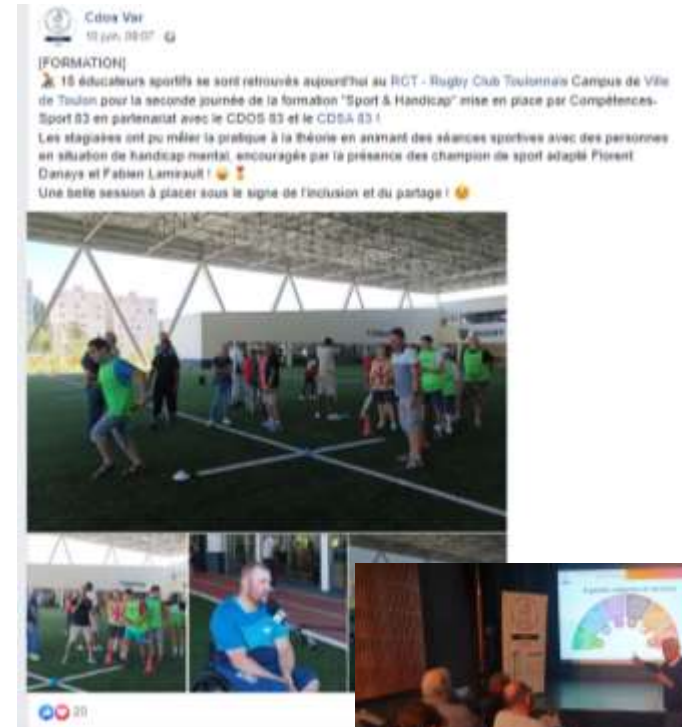 Cdos Var
10 juin, 09:07
[FORMATION]
15 éducateurs sportifs se sont retrouvés aujourd'hui au RCT - Rugby Club Toulonnais Campus de Ville
de Toulon pour la seconde journée de la formation "Sport & Handicap" mise en place par Compétences-
Sport 83 en partenariat avec le CDOS 83 et le CDSA 83 !
Les stagiaires ont pu mêler la pratique à la théorie en animant des séances sportives avec des personnes
en situation de handicap mental, encouragés par la présence des champion de sport adapté Florent
Danays et Fabien Lamirault !
Une belle session à placer sous le signe de l'inclusion et du partage !
20